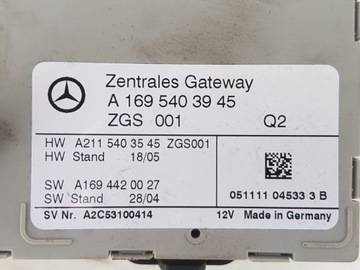 Zentrales Gateway
A 169 540 39 45
ZGS 001 Q2
HW A211 540 35 45 ZGS001
HW Stand 18/05
SW A169 442 00 27
SW Stand 28/04
051111 04533 3 B
SV Nr. A2C53100414 12V Made in Germany